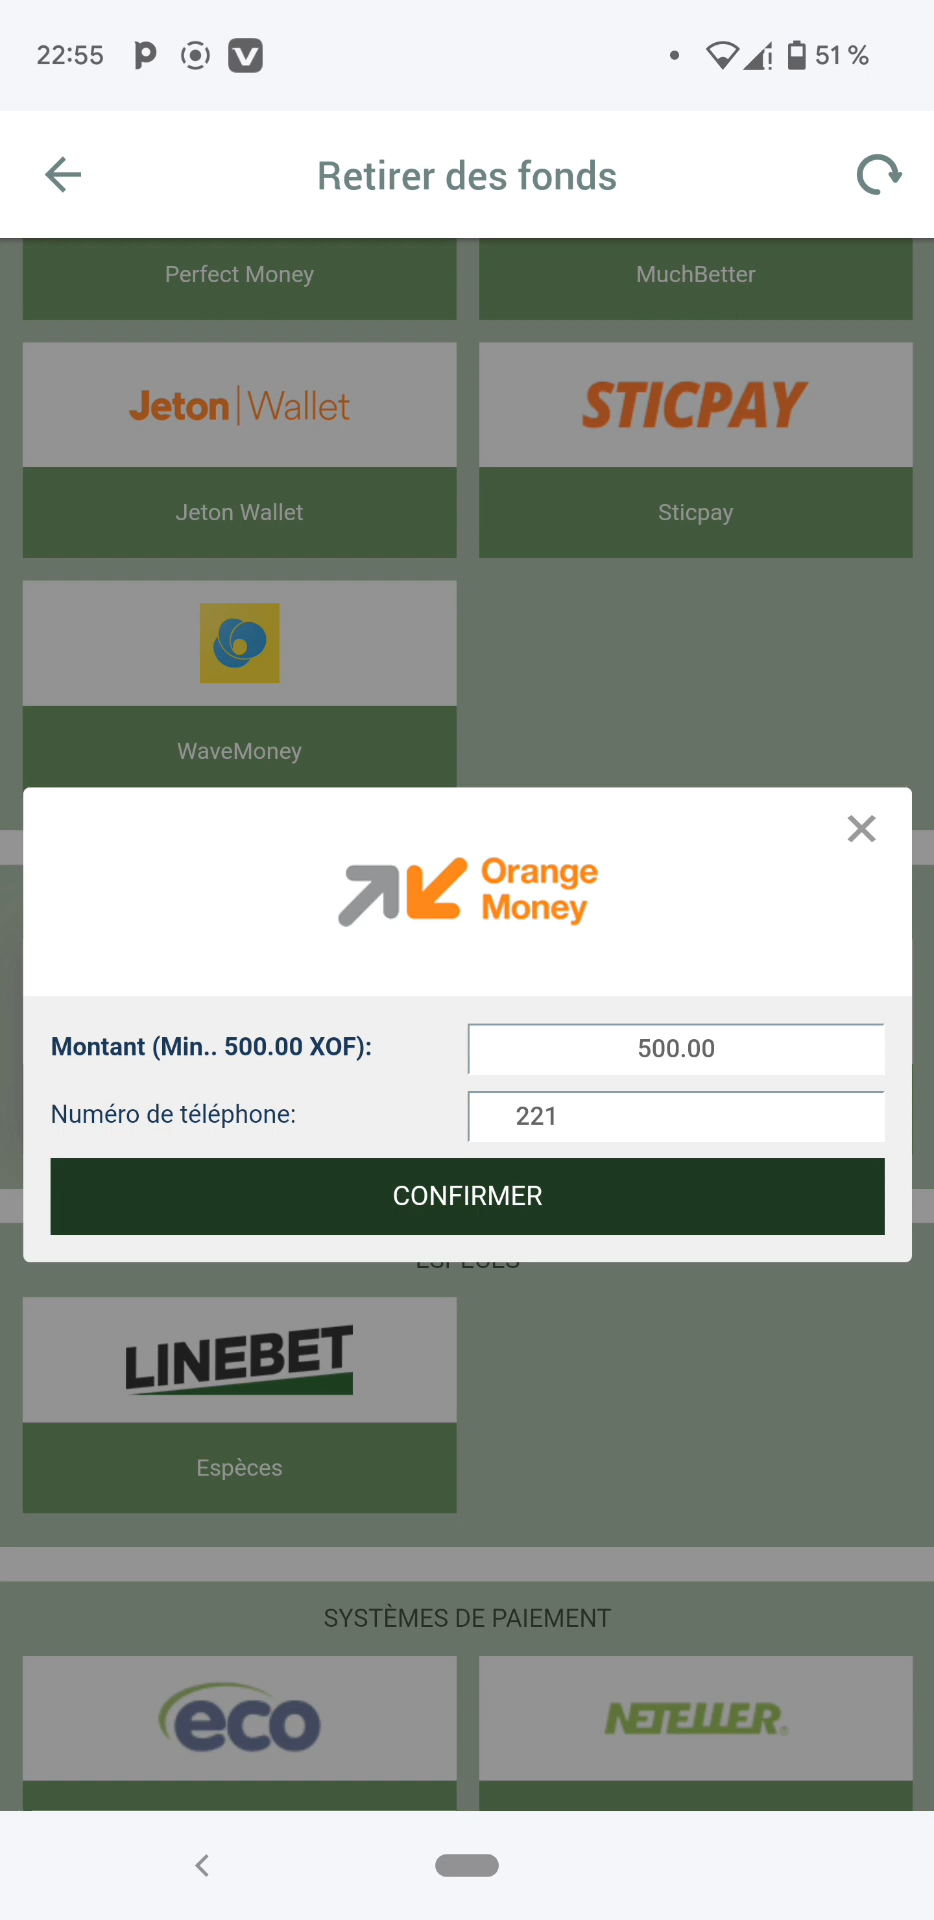 22:55
51 %
Retirer des fonds
Perfect Money
MuchBetter
Jeton Wallet
STICPAY
Jeton Wallet
Sticpay
WaveMoney
Orange
Money
Montant (Min.. 500.00 XOF):
500.00
Numéro de téléphone:
221
CONFIRMER
ESPÈCES
LINEBET
Espèces
SYSTÈMES DE PAIEMENT
eco
NETELLER